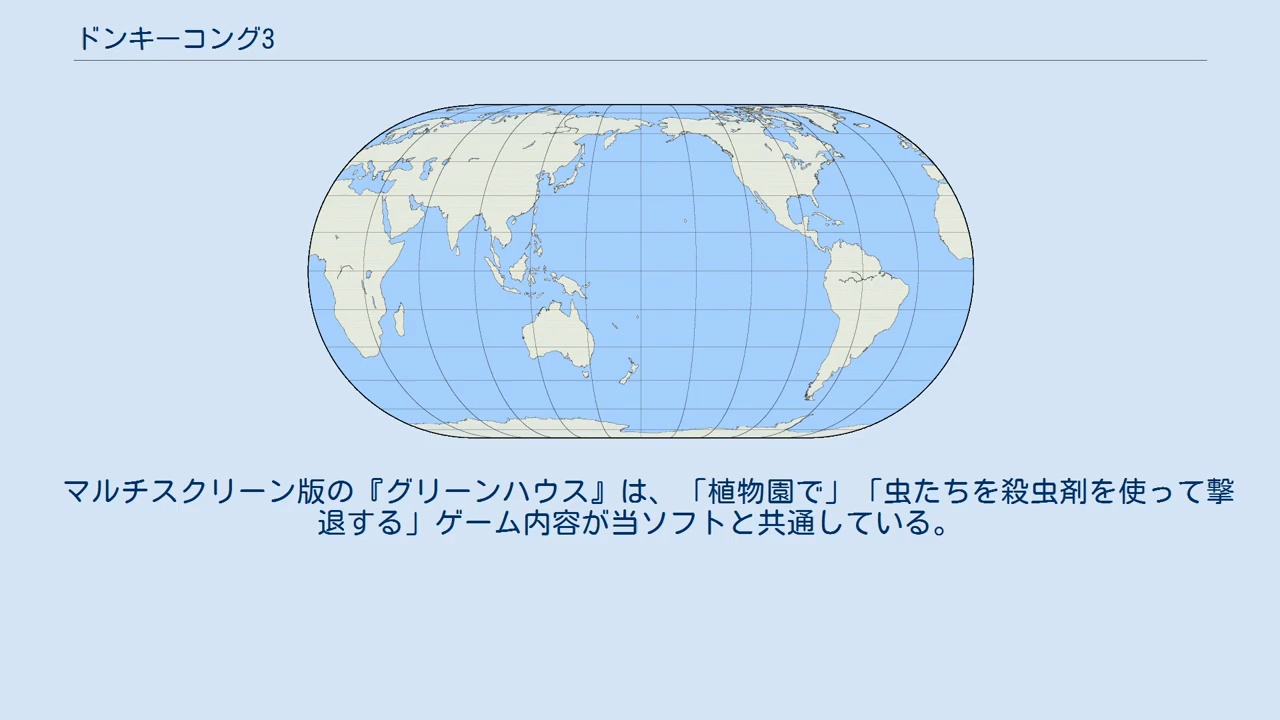 ドンキーコング3
マルチスクリーン版の『グリーンハウス』は、「植物園で」「虫たちを殺虫剤を使って撃
退する」ゲーム内容が当ソフトと共通している。